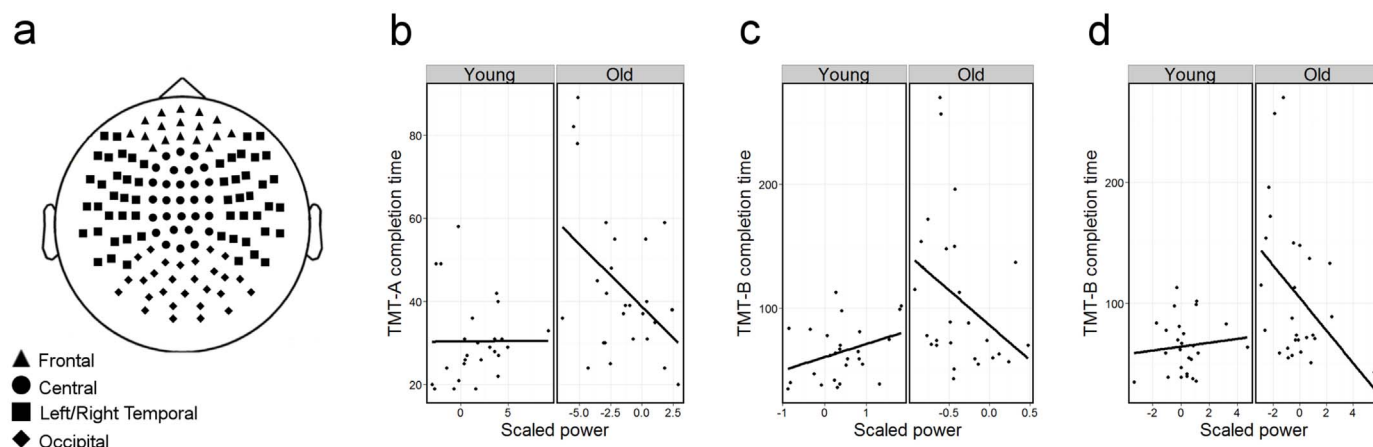 a
b
c
d
Frontal
Central
Left/Right Temporal
Occipital
Young
Old
TMT-A completion time
80
60
40
20
0
5
-5.0
-2.5
0.0
2.5
Scaled power
Young
Old
TMT-B completion time
200
100
-1
0
1
-0.5
0.0
0.5
Scaled power
Young
Old
TMT-B completion time
200
100
-2
0
2
4
-2
0
2
4
Scaled power